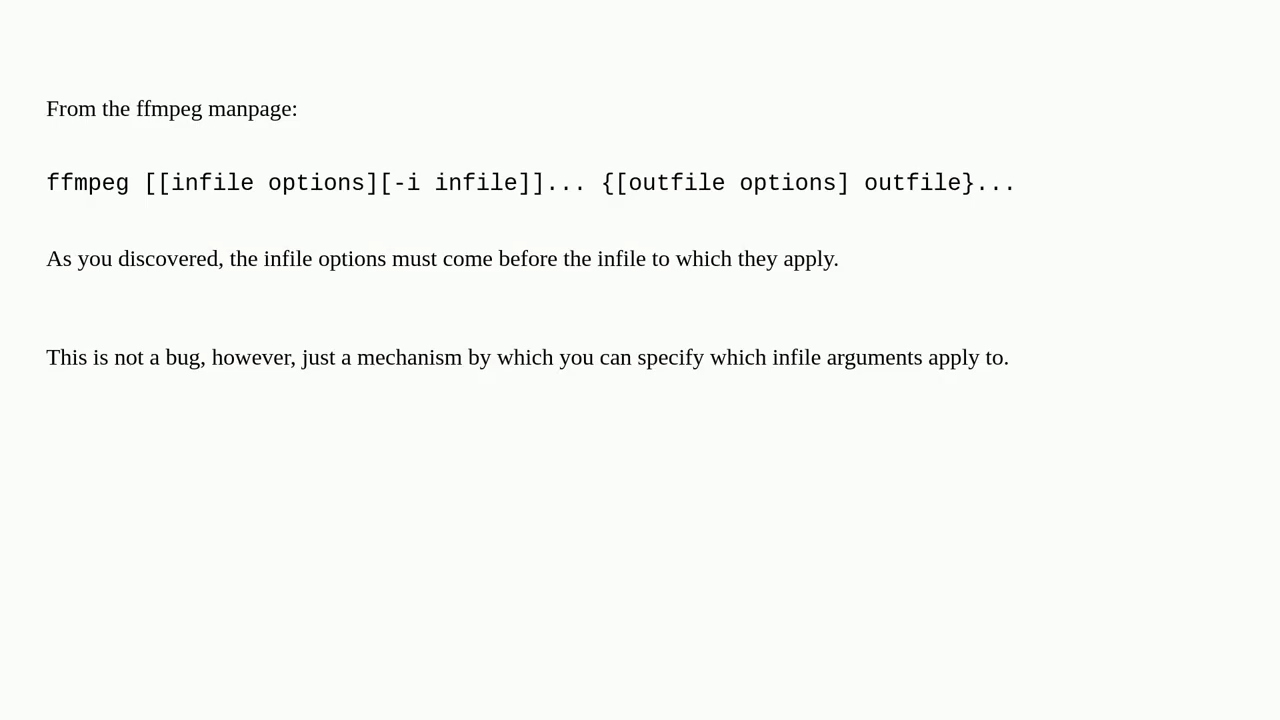 From the ffmpeg manpage:
ffmpeg [[infile options][-i infile]]... {[outfile options] outfile}...
As you discovered, the infile options must come before the infile to which they apply.
This is not a bug, however, just a mechanism by which you can specify which infile arguments apply to.